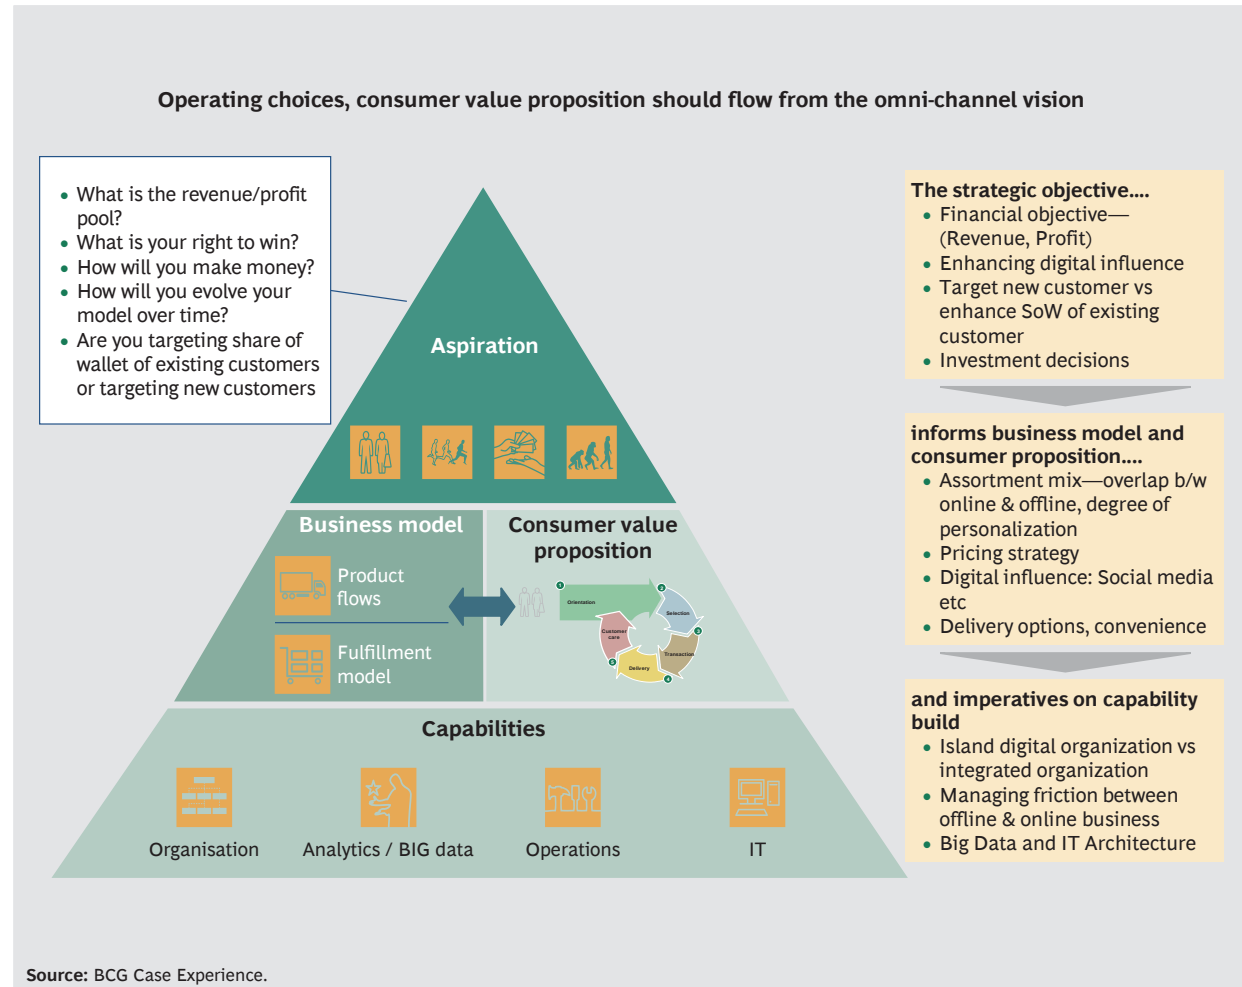 Operating choices, consumer value proposition should flow from the omni-channel vision
• What is the revenue/profit
pool?
• What is your right to win?
• How will you make money?
• How will you evolve your
model over time?
• Are you targeting share of
wallet of existing customers
or targeting new customers
Aspiration
Business model
Product
flows
Fulfillment
model
Consumer value
proposition
1
Orientation
2
Selection
3
Transaction
4
Delivery
5
Customer
care
Capabilities
Organisation
Analytics / BIG data
Operations
IT
The strategic objective....
• Financial objective—
(Revenue, Profit)
• Enhancing digital influence
• Target new customer vs
enhance SoW of existing
customer
• Investment decisions
informs business model and
consumer proposition....
• Assortment mix—overlap b/w
online & offline, degree of
personalization
• Pricing strategy
• Digital influence: Social media
etc
• Delivery options, convenience
and imperatives on capability
build
• Island digital organization vs
integrated organization
• Managing friction between
offline & online business
• Big Data and IT Architecture
Source: BCG Case Experience.